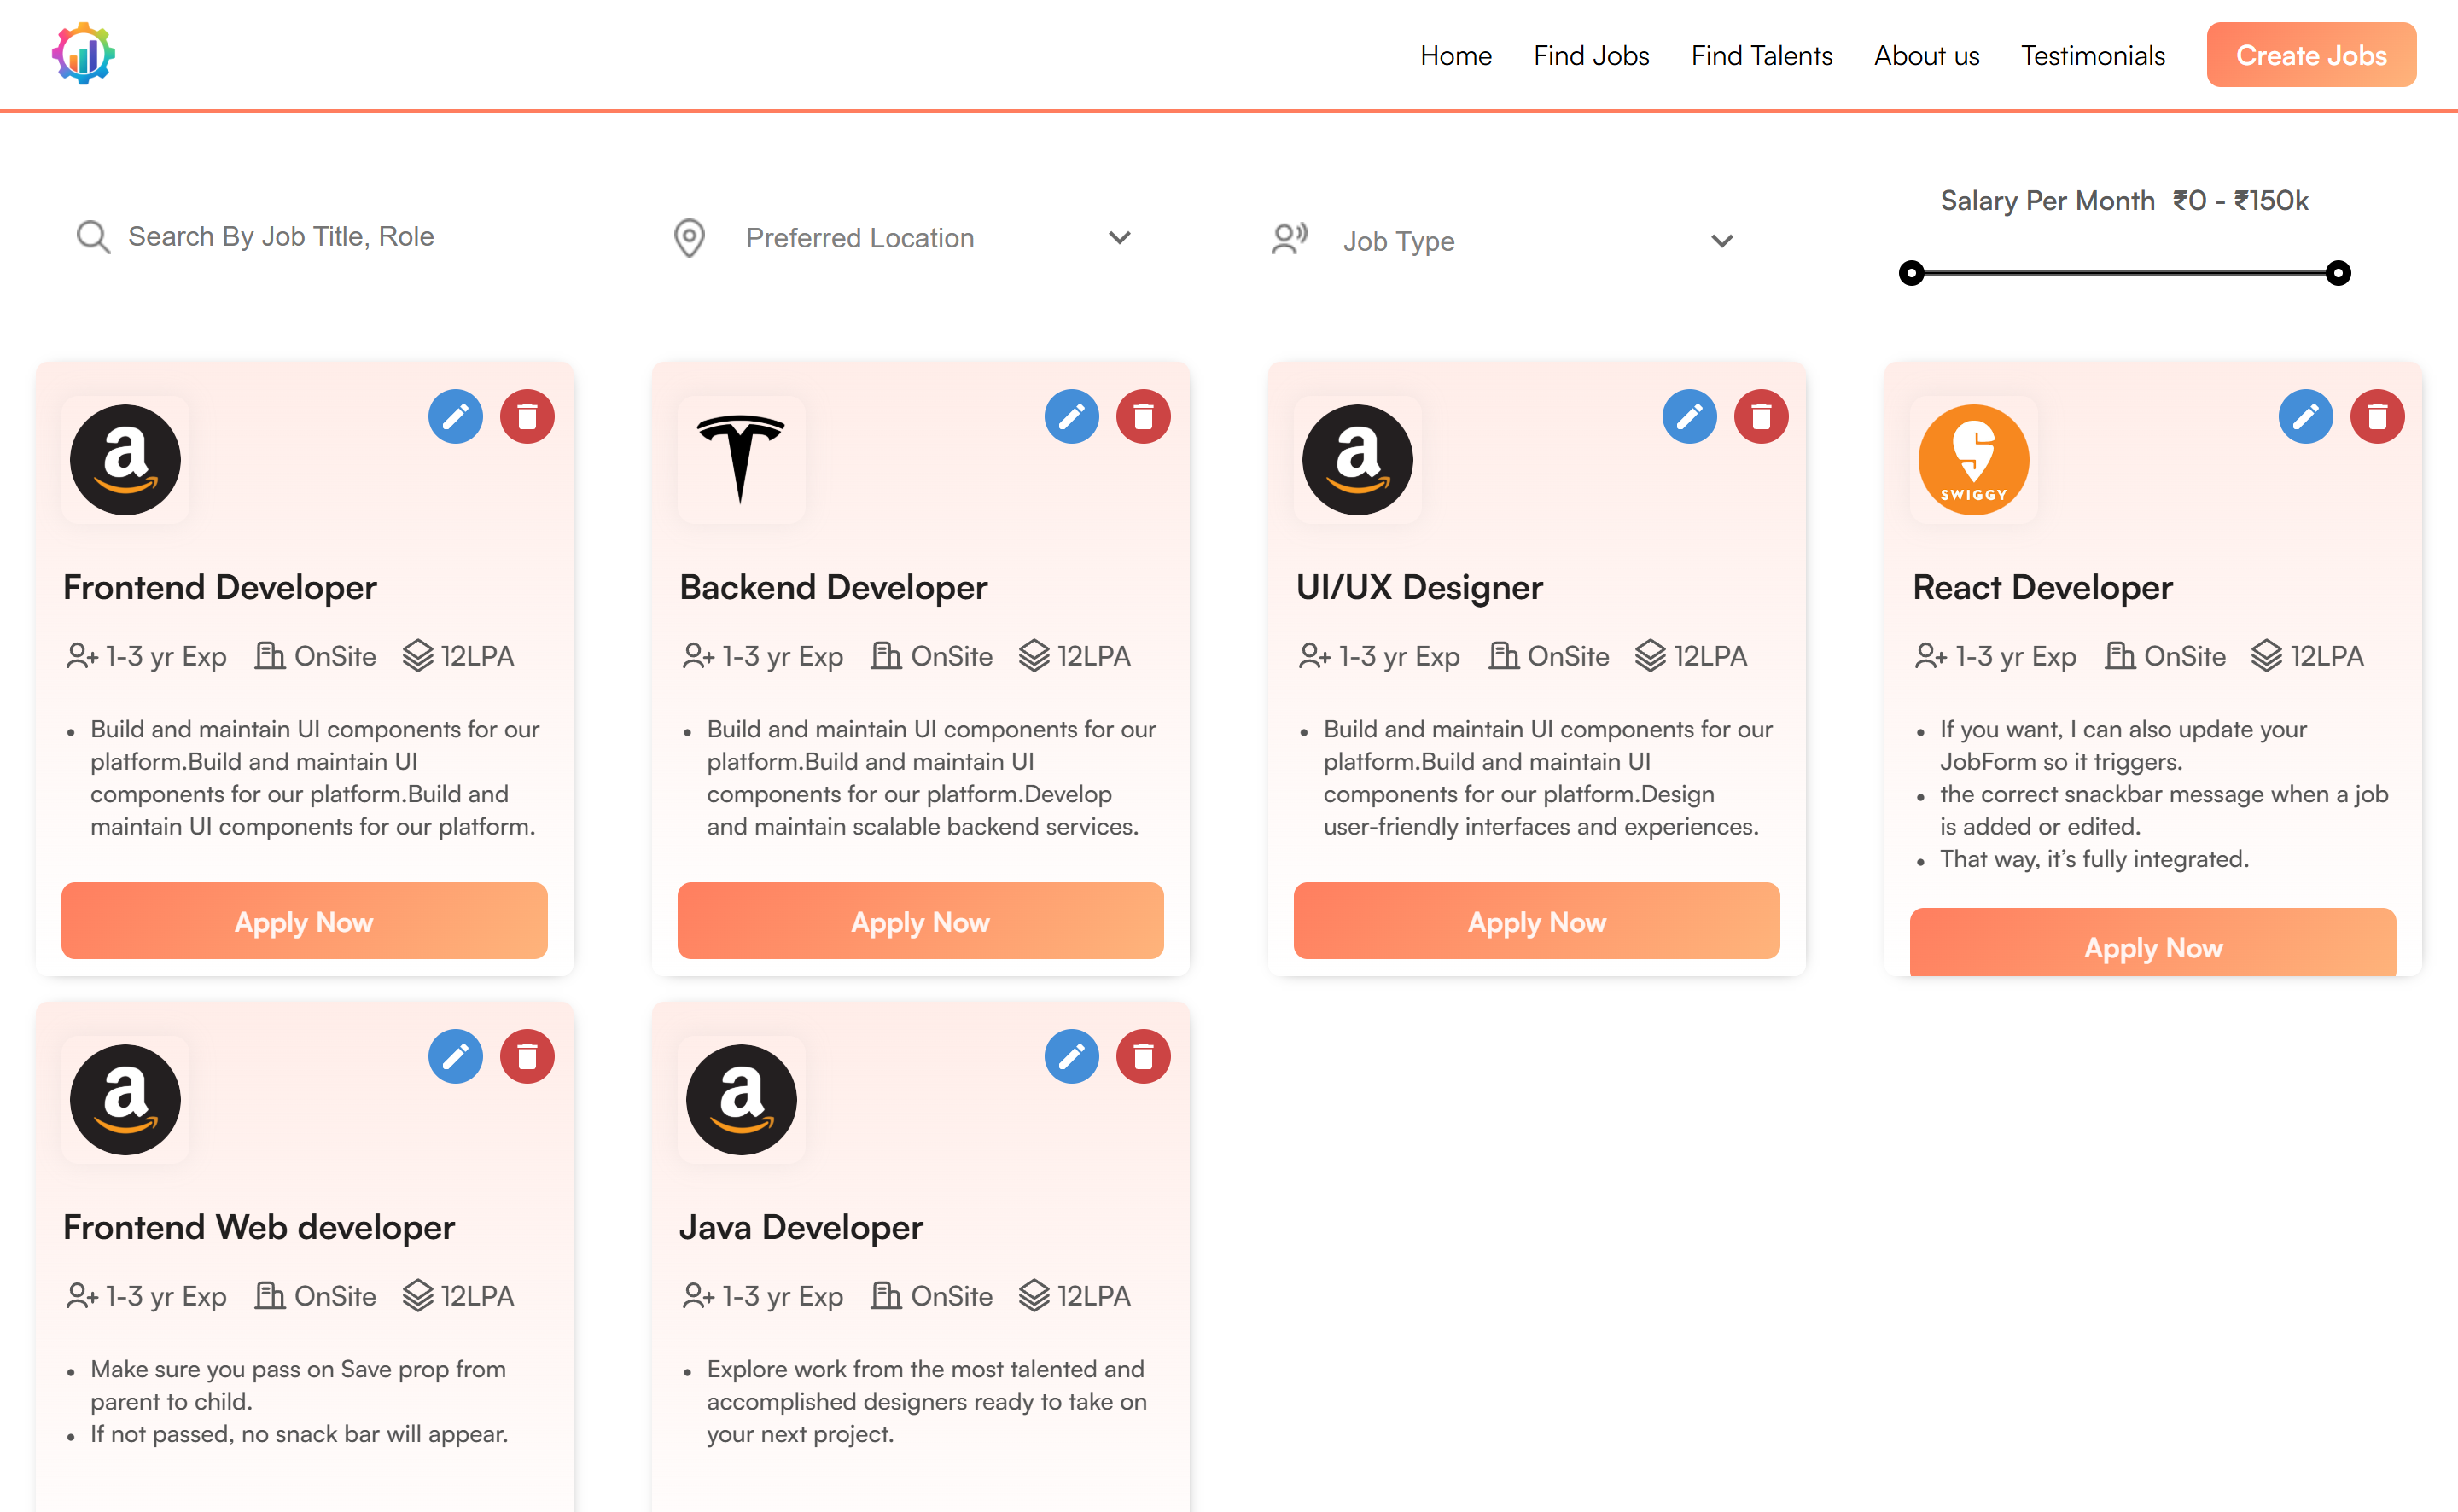 Home
Find Jobs
Find Talents
About us
Testimonials
Create Jobs
Search By Job Title, Role
Preferred Location
Job Type
Salary Per Month ₹0 - ₹150k
a
Frontend Developer
1-3 yr Exp
OnSite
12LPA
• Build and maintain UI components for our
platform.Build and maintain UI
components for our platform.Build and
maintain UI components for our platform.
Apply Now
Backend Developer
1-3 yr Exp
OnSite
12LPA
• Build and maintain UI components for our
platform.Build and maintain UI
components for our platform.Develop
and maintain scalable backend services.
Apply Now
a
UI/UX Designer
1-3 yr Exp
OnSite
12LPA
• Build and maintain UI components for our
platform.Build and maintain UI
components for our platform.Design
user-friendly interfaces and experiences.
Apply Now
SWIGGY
React Developer
1-3 yr Exp
OnSite
12LPA
• If you want, I can also update your
JobForm so it triggers.
• the correct snackbar message when a job
is added or edited.
• That way, it’s fully integrated.
Apply Now
a
Frontend Web developer
1-3 yr Exp
OnSite
12LPA
• Make sure you pass on Save prop from
parent to child.
• If not passed, no snack bar will appear.
a
Java Developer
1-3 yr Exp
OnSite
12LPA
• Explore work from the most talented and
accomplished designers ready to take on
your next project.